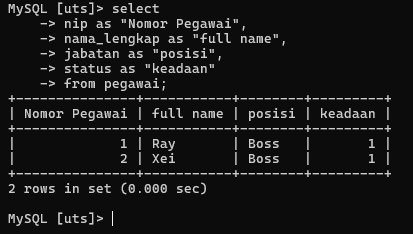 MySQL [uts]> select
    -> nip as "Nomor Pegawai",
    -> nama_lengkap as "full name",
    -> jabatan as "posisi",
    -> status as "keadaan"
    -> from pegawai;
+---------------+-----------+--------+---------+
| Nomor Pegawai | full name | posisi | keadaan |
+---------------+-----------+--------+---------+
|             1 | Ray       | Boss   |       1 |
|             2 | Xei       | Boss   |       1 |
+---------------+-----------+--------+---------+
2 rows in set (0.000 sec)

MySQL [uts]>